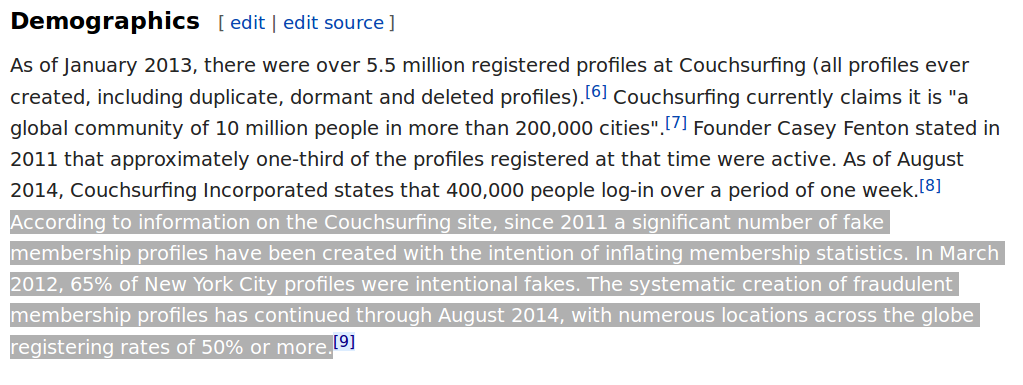 Demographics [ edit | edit source ]
As of January 2013, there were over 5.5 million registered profiles at Couchsurfing (all profiles ever
created, including duplicate, dormant and deleted profiles).[6] Couchsurfing currently claims it is "a
global community of 10 million people in more than 200,000 cities".[7] Founder Casey Fenton stated in
2011 that approximately one-third of the profiles registered at that time were active. As of August
2014, Couchsurfing Incorporated states that 400,000 people log-in over a period of one week.[8]
According to information on the Couchsurfing site, since 2011 a significant number of fake
membership profiles have been created with the intention of inflating membership statistics. In March
2012, 65% of New York City profiles were intentional fakes. The systematic creation of fraudulent
membership profiles has continued through August 2014, with numerous locations across the globe
registering rates of 50% or more.[9]